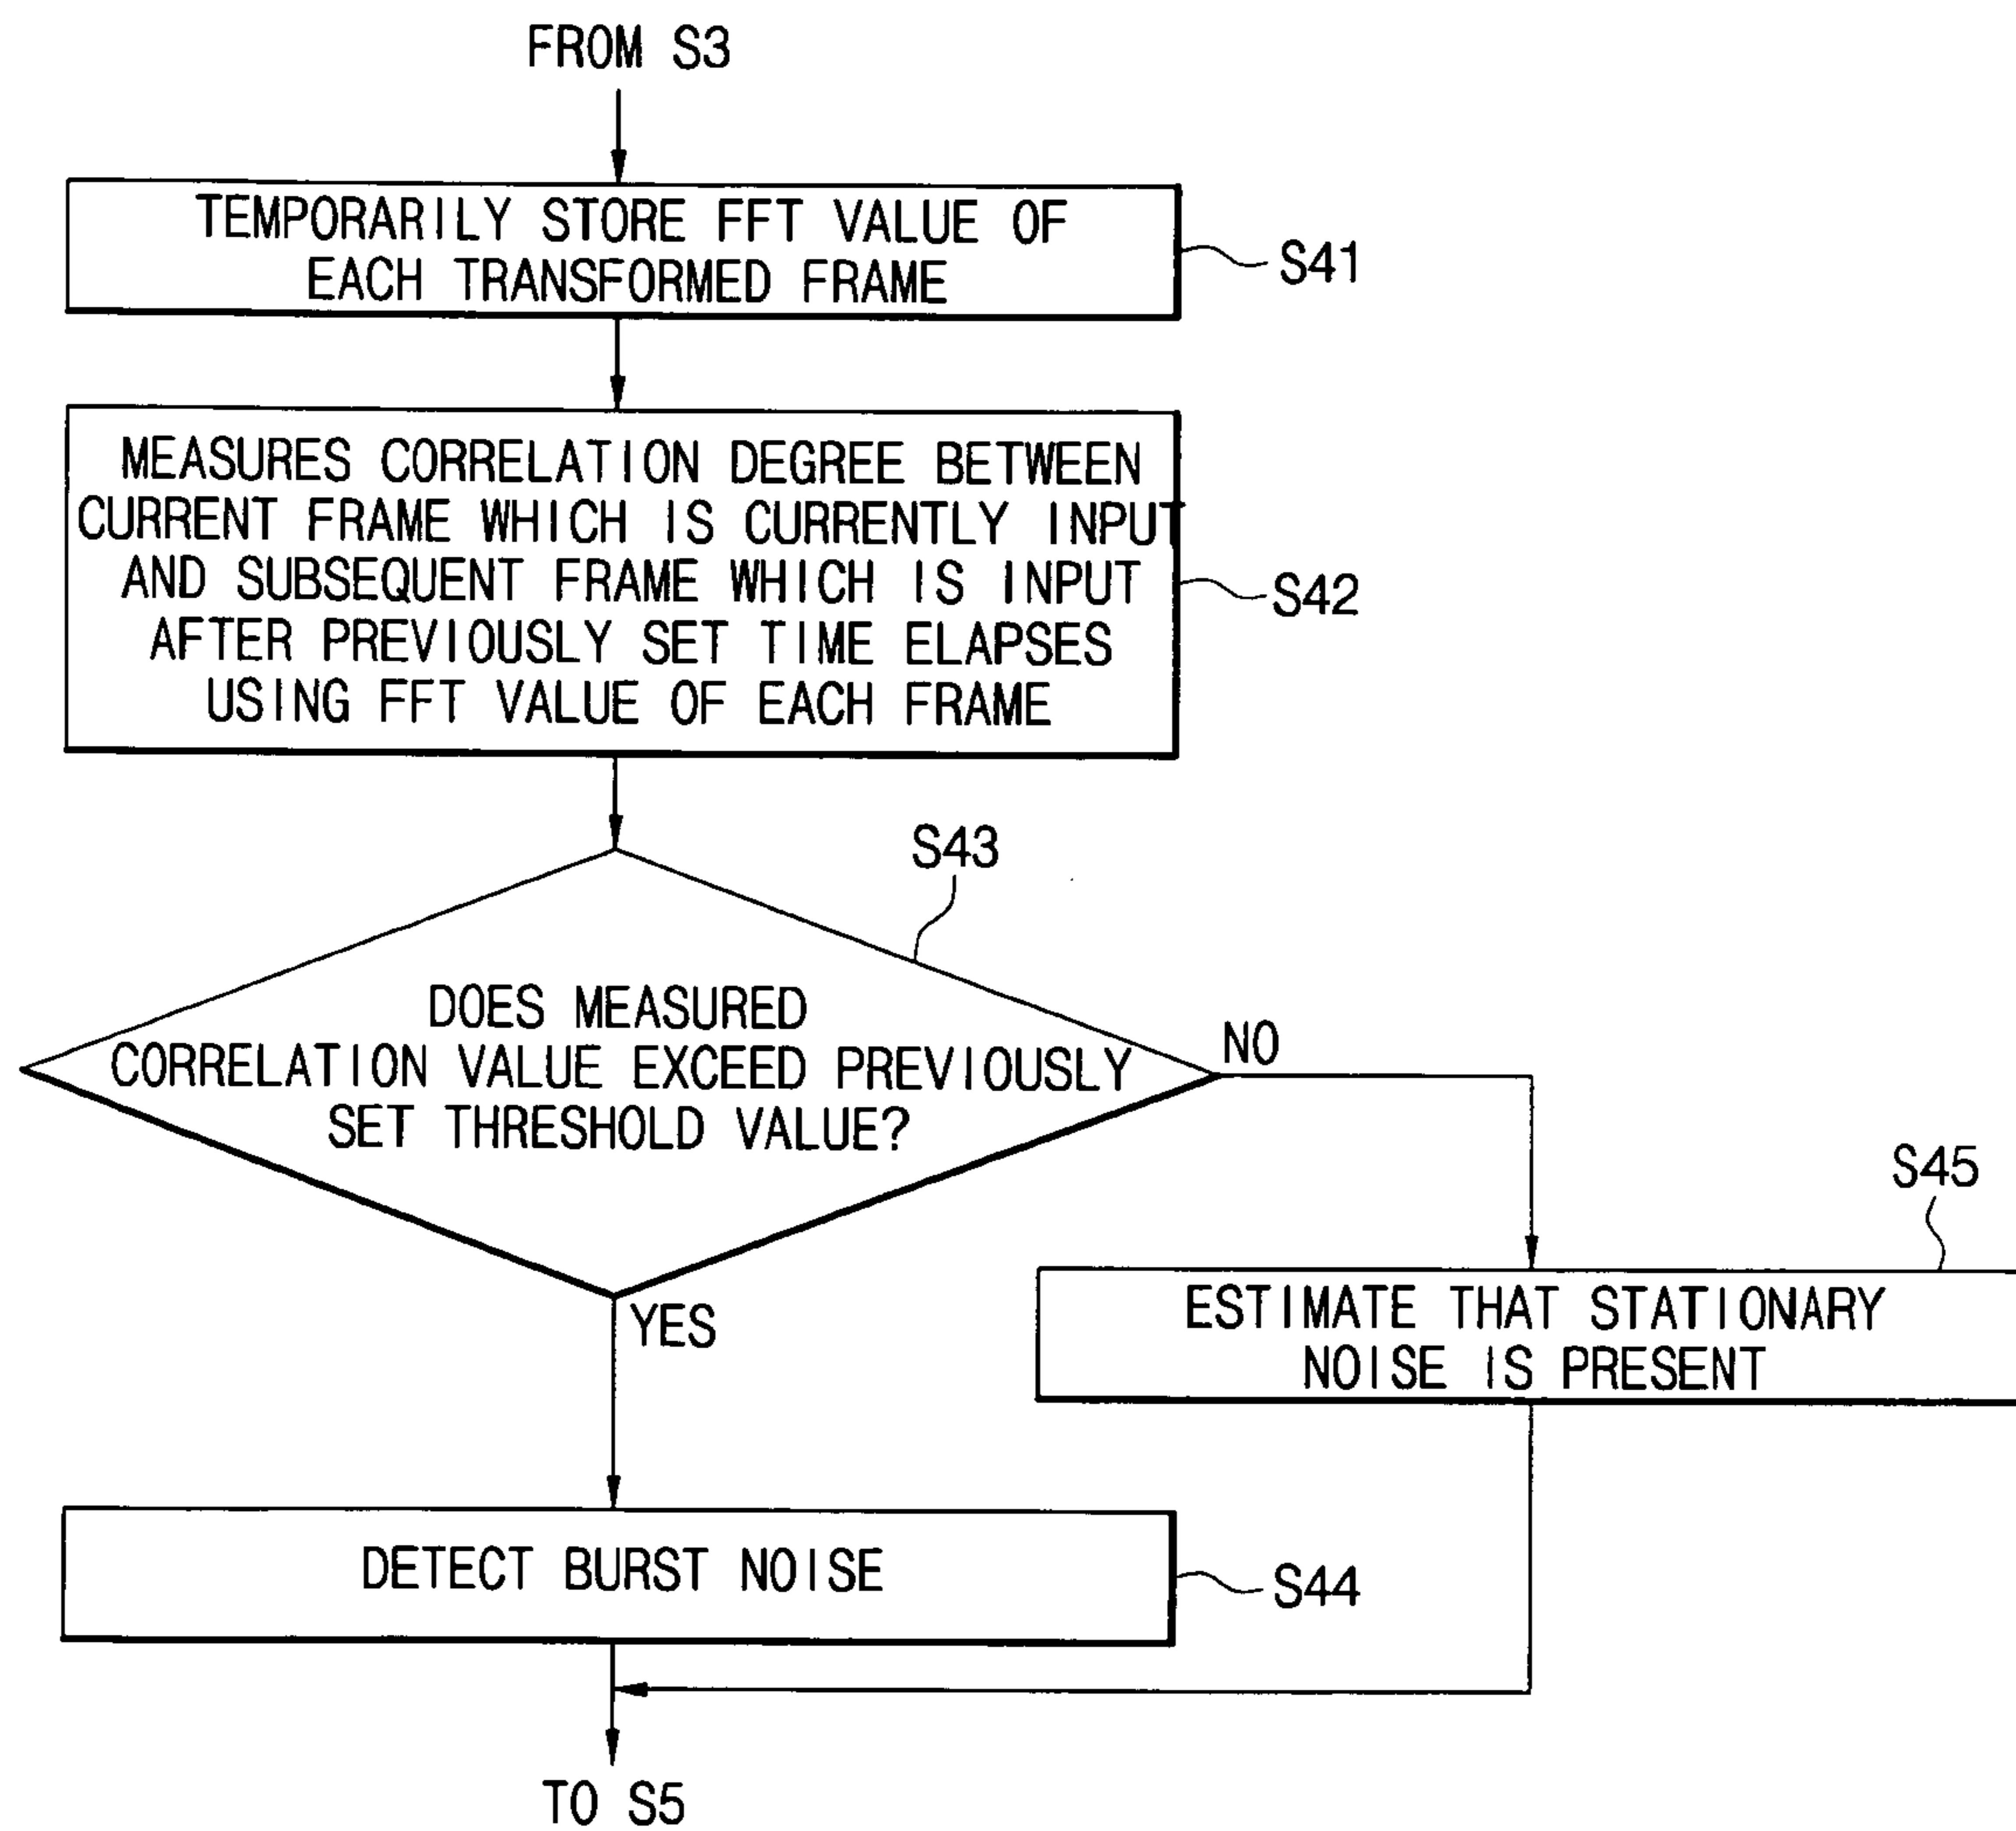 FROM S3
TEMPORARILY STORE FFT VALUE OF
EACH TRANSFORMED FRAME
S41
MEASURES CORRELATION DEGREE BETWEEN
CURRENT FRAME WHICH IS CURRENTLY INPUT
AND SUBSEQUENT FRAME WHICH IS INPUT
AFTER PREVIOUSLY SET TIME ELAPSES
USING FFT VALUE OF EACH FRAME
S42
S43
DOES MEASURED
CORRELATION VALUE EXCEED PREVIOUSLY
SET THRESHOLD VALUE?
NO
YES
S45
ESTIMATE THAT STATIONARY
NOISE IS PRESENT
DETECT BURST NOISE
S44
TO S5